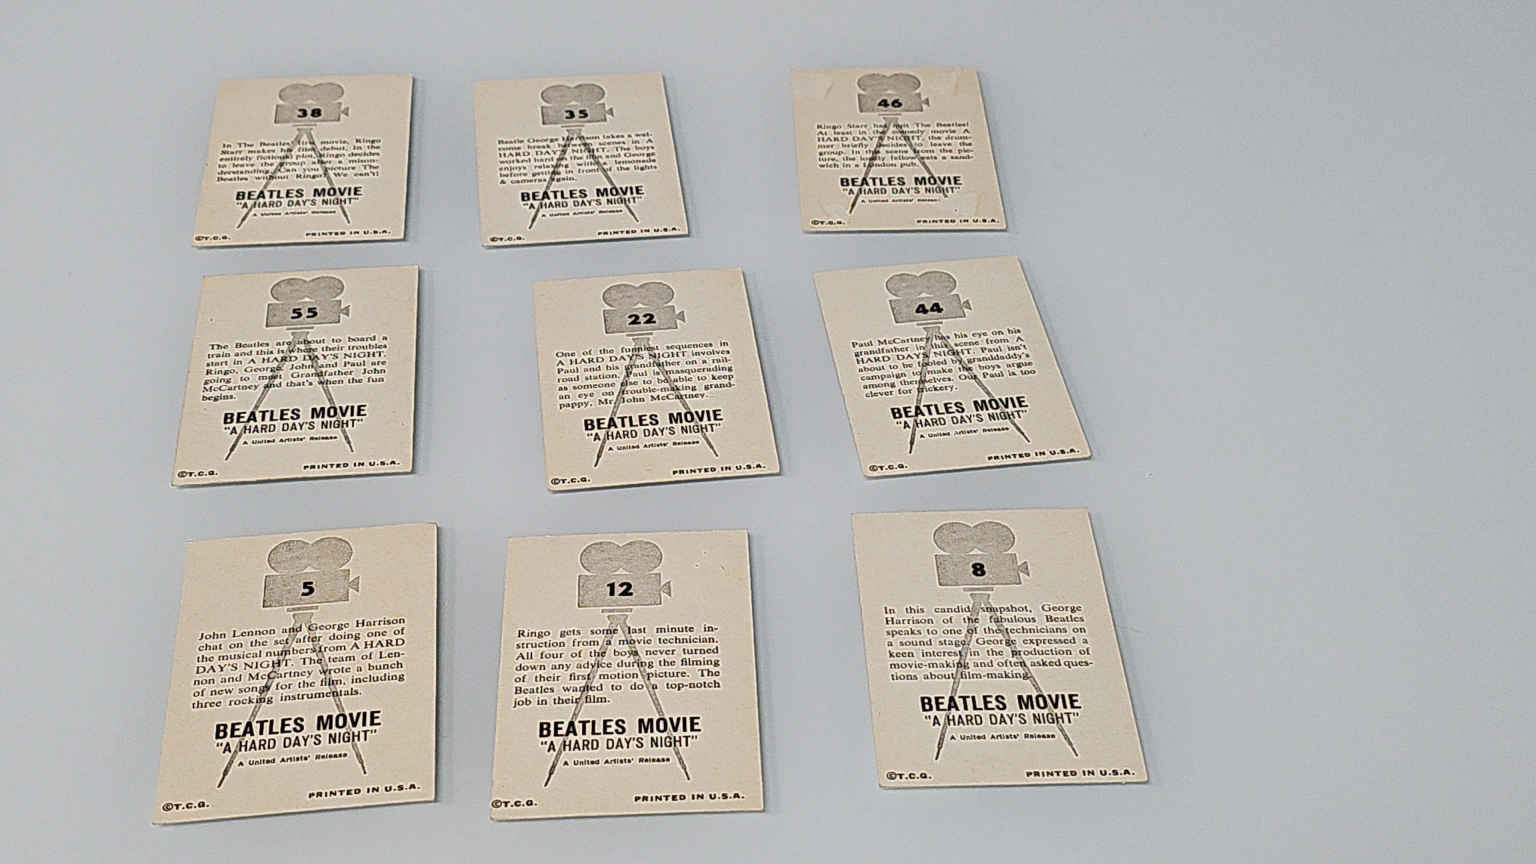 38
In The Beatles' first movie, Ringo
Starr makes his film debut. In the
entirely fictional plot, Ringo decides
to leave the group after a misun-
derstanding. Can you picture The
Beatles without Ringo? We can't!
BEATLES MOVIE
"A HARD DAY'S NIGHT"
A United Artists' Release
©T.C.G. PRINTED IN U.S.A.
35
Beatle George Harrison takes a wel-
come break between scenes in A
HARD DAY'S NIGHT. The boys
worked hard on the film and George
enjoys relaxing with a lemonade
before getting in front of the lights
& cameras again.
BEATLES MOVIE
"A HARD DAY'S NIGHT"
A United Artists' Release
©T.C.G. PRINTED IN U.S.A.
46
Ringo Starr has quit The Beatles!
At least in the comedy movie A
HARD DAY'S NIGHT, the drum-
mer briefly decides to leave the
group. In this scene from the pic-
ture, the lonely fellow eats a sand-
wich in a London pub.
BEATLES MOVIE
"A HARD DAY'S NIGHT"
A United Artists' Release
©T.C.G. PRINTED IN U.S.A.
55
The Beatles are about to board a
train and this is where their troubles
start in A HARD DAY'S NIGHT.
Ringo, George, John and Paul are
going to meet Grandfather John
McCartney and that's when the fun
begins.
BEATLES MOVIE
"A HARD DAY'S NIGHT"
A United Artists' Release
©T.C.G. PRINTED IN U.S.A.
22
One of the funniest sequences in
A HARD DAY'S NIGHT involves
Paul and his grandfather on a rail-
road station. Paul is masquerading
as someone else to be able to keep
an eye on trouble-making grand-
pappy, Mr. John McCartney.
BEATLES MOVIE
"A HARD DAY'S NIGHT"
A United Artists' Release
©T.C.G. PRINTED IN U.S.A.
44
Paul McCartney has his eye on his
grandfather in his scene from A
HARD DAY'S NIGHT. Paul isn't
about to be fooled by granddaddy's
campaign to make the boys argue
among themselves. Our Paul is too
clever for trickery.
BEATLES MOVIE
"A HARD DAY'S NIGHT"
A United Artists' Release
©T.C.G. PRINTED IN U.S.A.
5
John Lennon and George Harrison
chat on the set after doing one of
the musical numbers from A HARD
DAY'S NIGHT. The team of Len-
non and McCartney wrote a bunch
of new songs for the film, including
three rocking instrumentals.
BEATLES MOVIE
"A HARD DAY'S NIGHT"
A United Artists' Release
©T.C.G. PRINTED IN U.S.A.
12
Ringo gets some last minute in-
struction from a movie technician.
All four of the boys never turned
down any advice during the filming
of their first motion picture. The
Beatles wanted to do a top-notch
job in their film.
BEATLES MOVIE
"A HARD DAY'S NIGHT"
A United Artists' Release
©T.C.G. PRINTED IN U.S.A.
8
In this candid snapshot, George
Harrison of the fabulous Beatles
speaks to one of the technicians on
a sound stage. George expressed a
keen interest in the production of
movie-making and often asked ques-
tions about film-making.
BEATLES MOVIE
"A HARD DAY'S NIGHT"
A United Artists' Release
©T.C.G. PRINTED IN U.S.A.